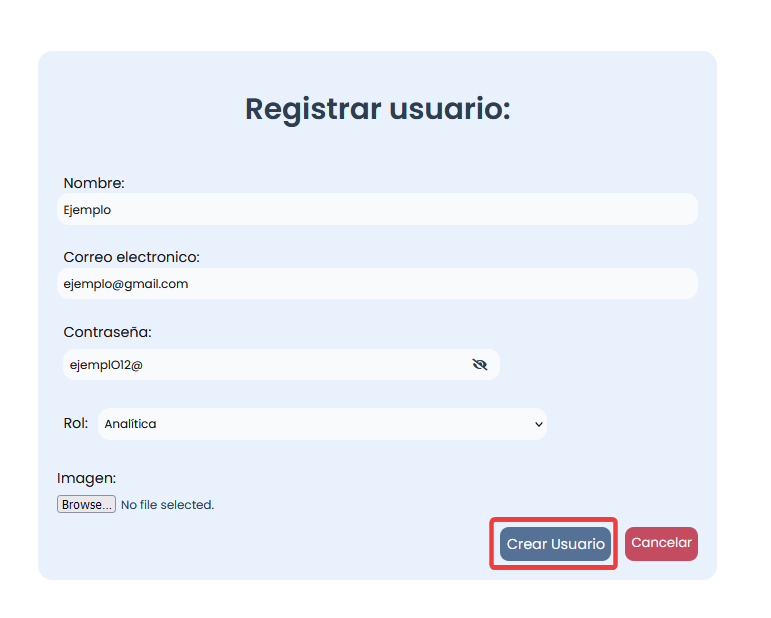 Registrar usuario:
Nombre:
Ejemplo
Correo electronico:
ejemplo@gmail.com
Contraseña:
ejemplO12@
Rol: Analítica
Imagen:
Browse... No file selected.
Crear Usuario Cancelar